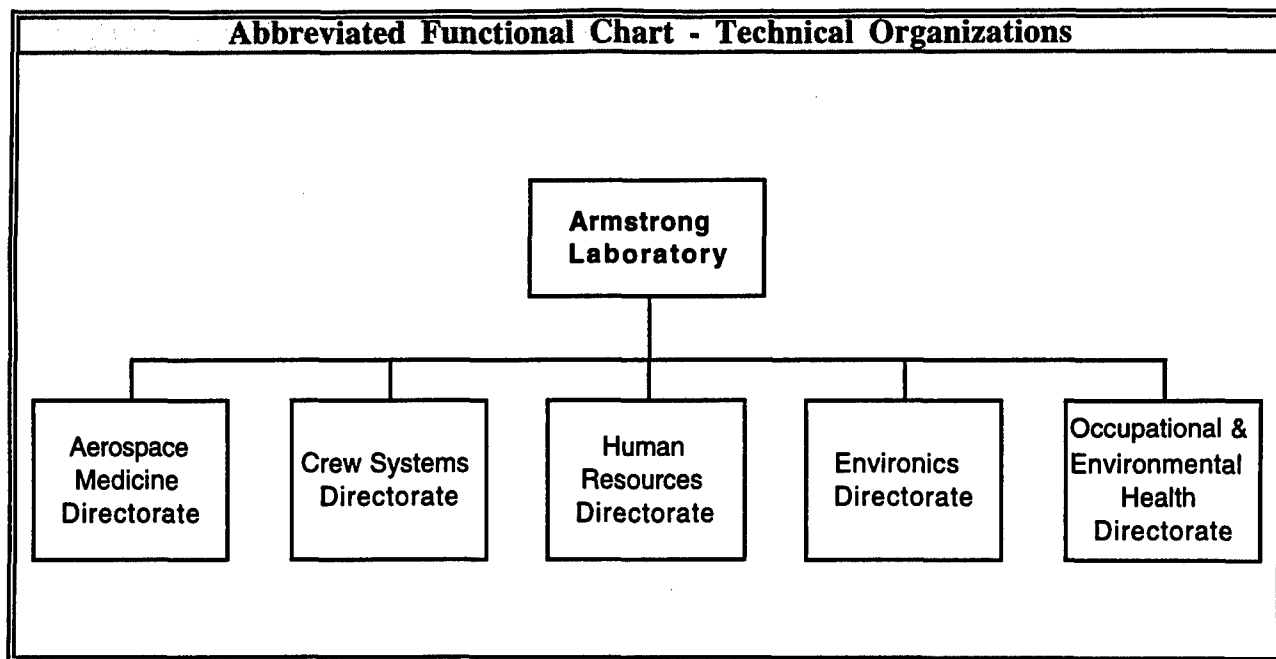 Abbreviated Functional Chart - Technical Organizations
Armstrong
Laboratory
Aerospace
Medicine
Directorate
Crew Systems
Directorate
Human
Resources
Directorate
Environics
Directorate
Occupational &
Environmental
Health
Directorate